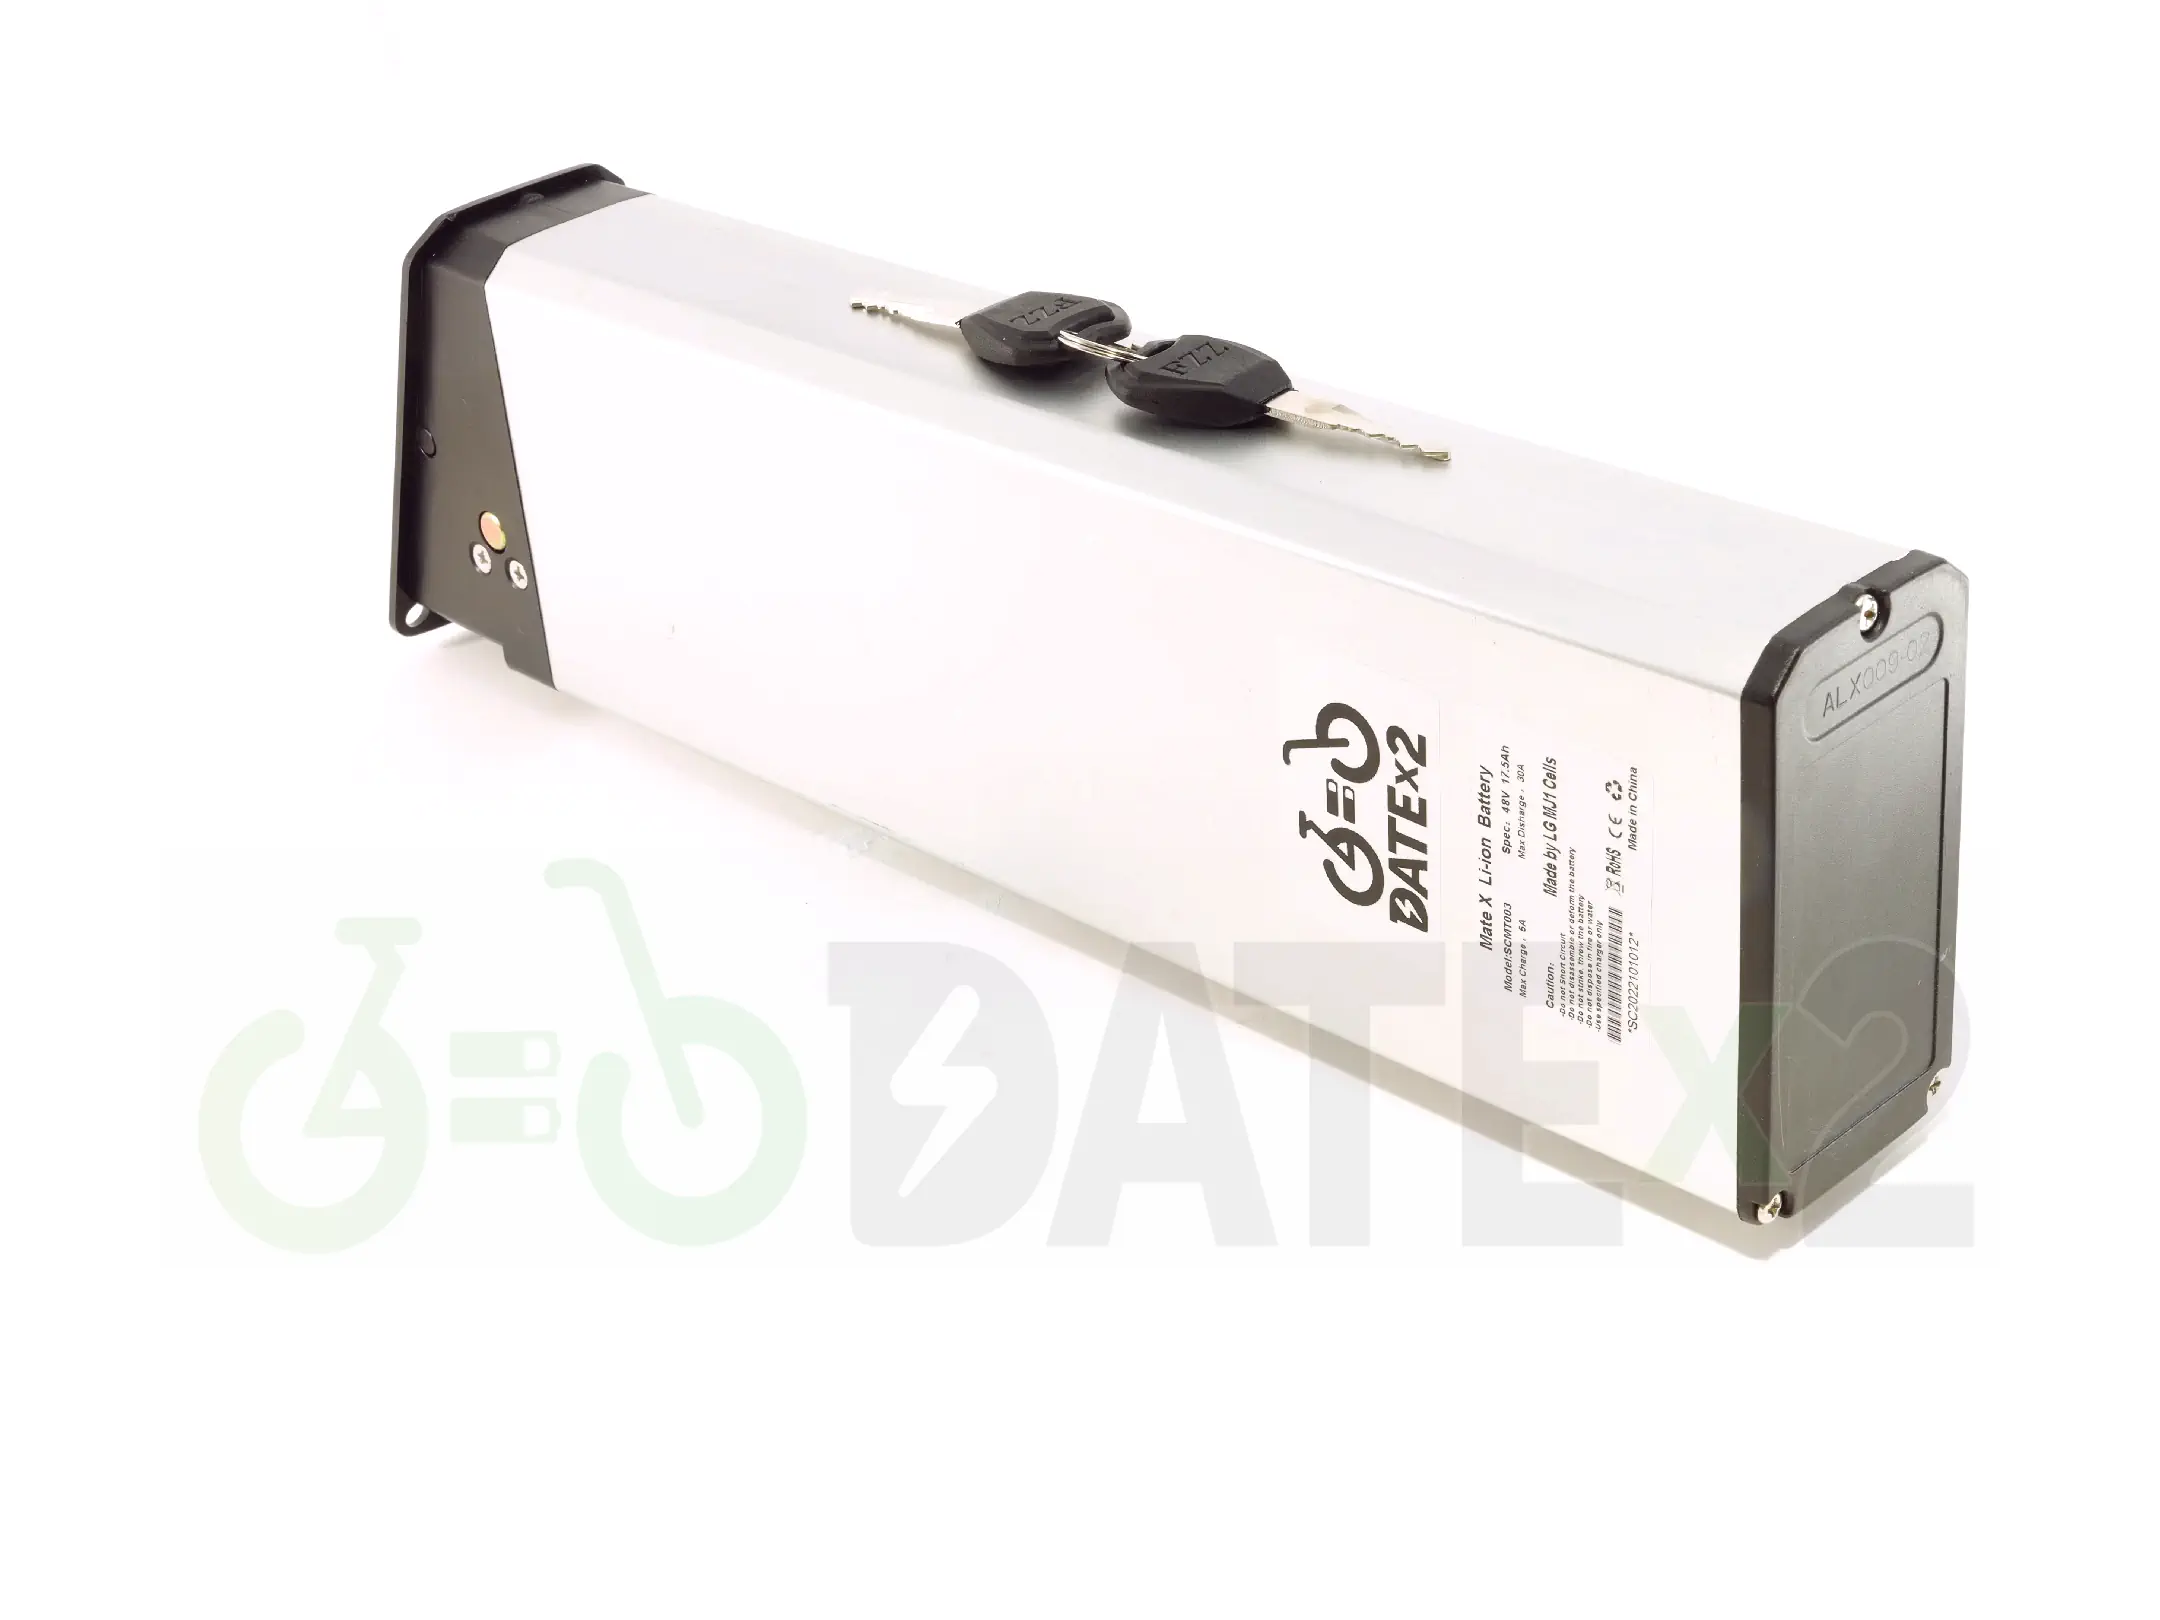 FZZ
FZZ
ALX009-02
DATEx2
Mate X Li-ion Battery
Model:SCMT003 Spec: 48V 17.5Ah
Max Charge: 5A Max Disharge: 30A
Caution: Made by LG MJ1 Cells
-Do not Short Circuit
-Do not disassemble or deform the battery
-Do not strike, throw the battery
-Do not dispose in fire or water
-Use specified charger only
RoHS CE
*SC2022101012* Made in China
DATEx2